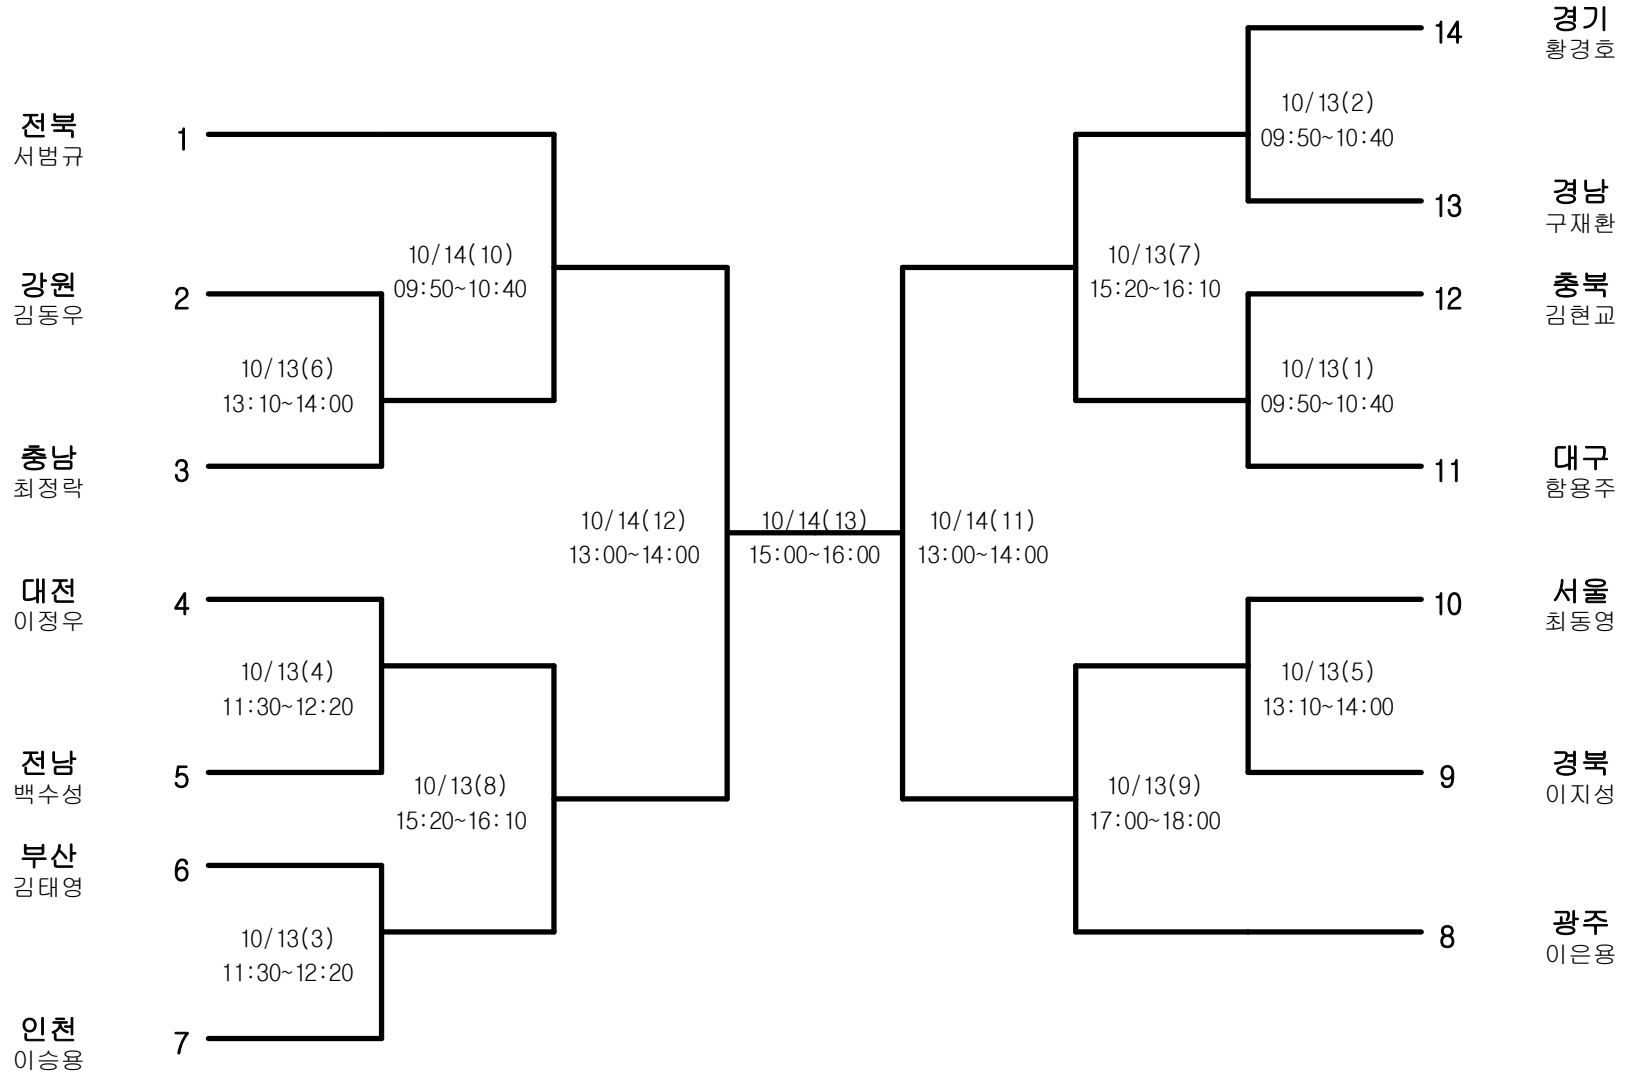 전북
서범규
1
강원
김동우
2
10/13(6)
13:10~14:00
충남
최정락
3
10/14(10)
09:50~10:40
대전
이정우
4
10/13(4)
11:30~12:20
전남
백수성
5
10/13(8)
15:20~16:10
부산
김태영
6
10/13(3)
11:30~12:20
인천
이승용
7
10/14(12)
13:00~14:00
10/14(13)
15:00~16:00
10/14(11)
13:00~14:00
14
경기
황경호
10/13(2)
09:50~10:40
13
경남
구재환
10/13(7)
15:20~16:10
12
충북
김현교
10/13(1)
09:50~10:40
11
대구
함용주
10
서울
최동영
10/13(5)
13:10~14:00
9
경북
이지성
10/13(9)
17:00~18:00
8
광주
이은용